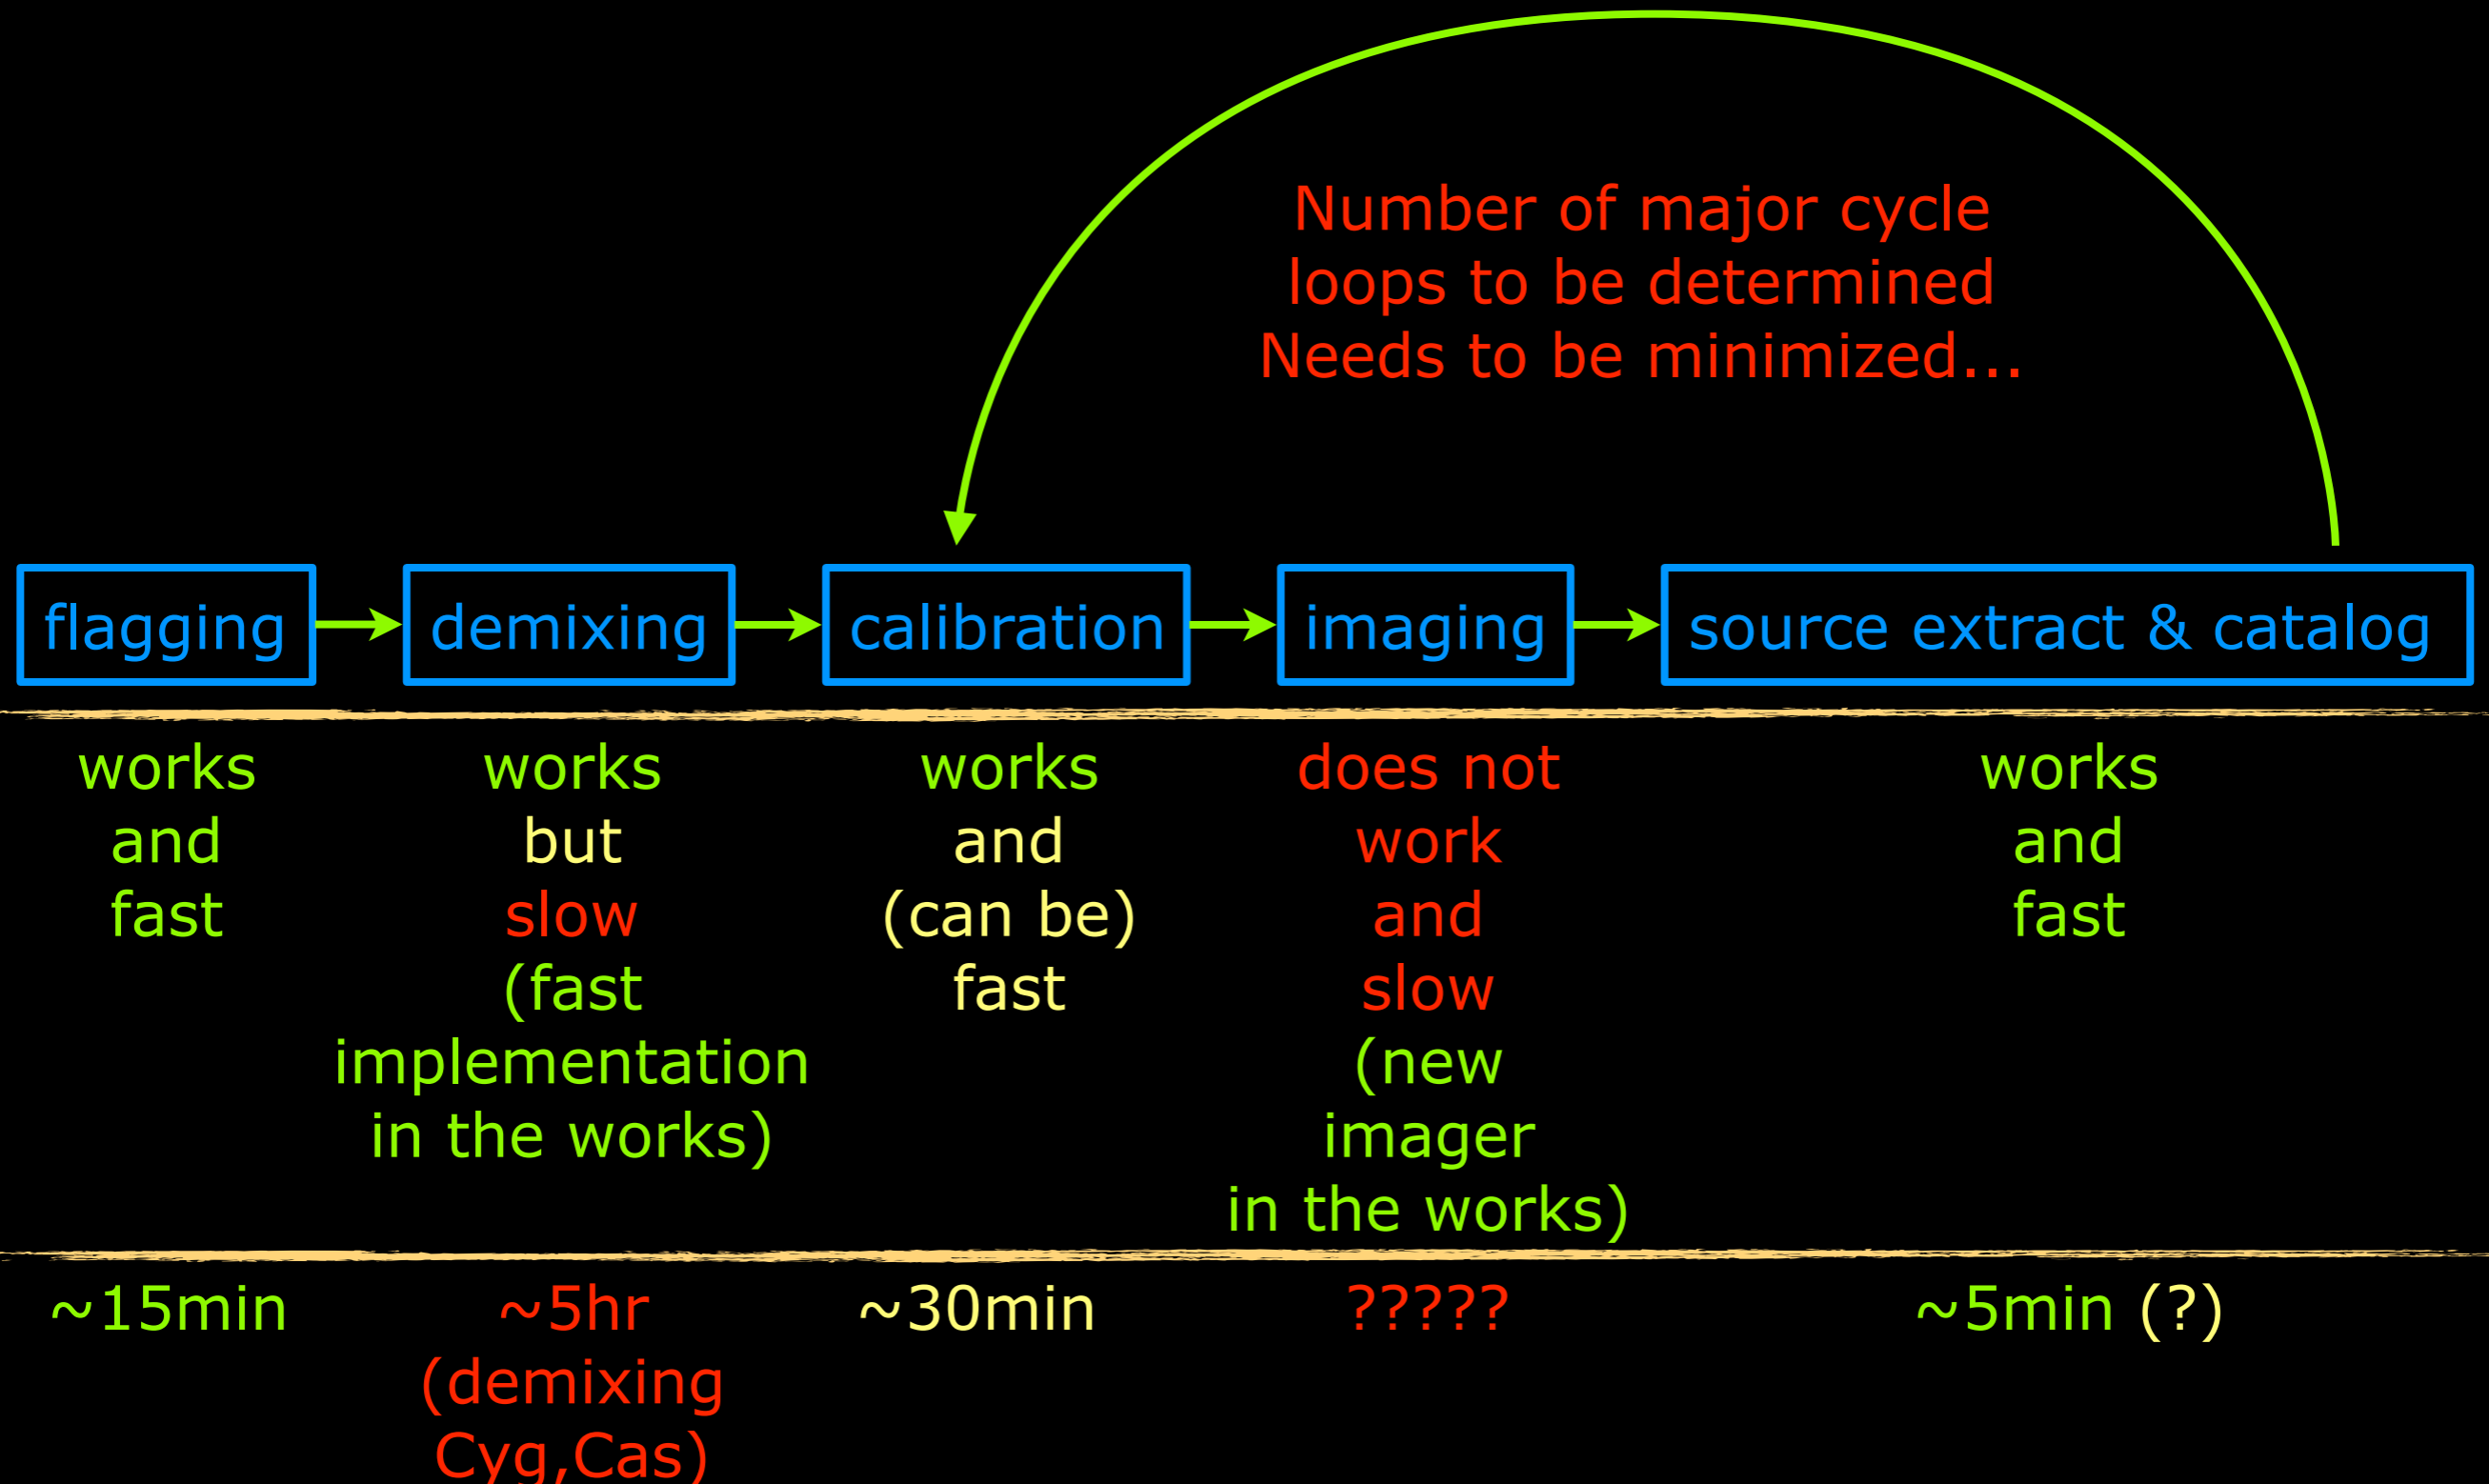 Number of major cycle
loops to be determined
Needs to be minimized...
flagging
demixing
calibration
imaging
source extract & catalog
works
and
fast
works
but
slow
(fast
implementation
in the works)
works
and
(can be)
fast
does not
work
and
slow
(new
imager
in the works)
works
and
fast
~15min
~5hr
(demixing
Cyg,Cas)
~30min
?????
~5min (?)